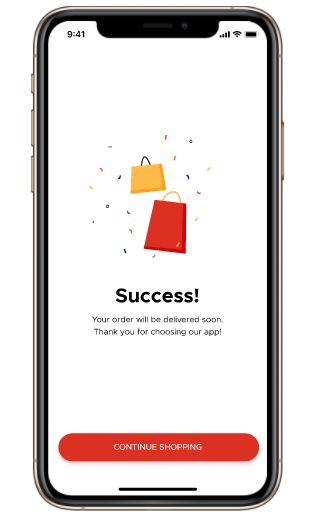 9:41
Success!
Your order will be delivered soon.
Thank you for choosing our app!
CONTINUE SHOPPING